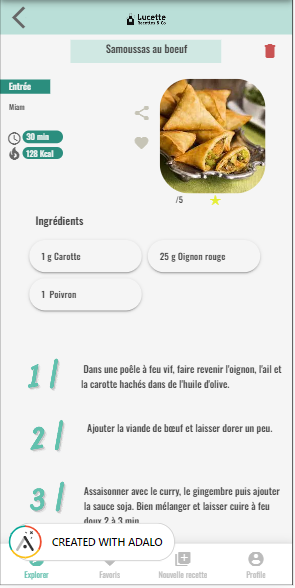 Lucette
Recettes & Co
Samoussas au boeuf
Entrée
Miam
30 min
128 Kcal
/5
Ingrédients
1 g Carotte
25 g Oignon rouge
1 Poivron
1/
Dans une poêle à feu vif, faire revenir l'oignon, l'ail et
la carotte hachés dans de l'huile d'olive.
2/
Ajouter la viande de bœuf et laisser dorer un peu.
3/
Assaisonner avec le curry, le gingembre puis ajouter
la sauce soja. Bien mélanger et laisser cuire à feu
doux 2 à 3 min
CREATED WITH ADALO
Explorer
Favoris
Nouvelle recette
Profile